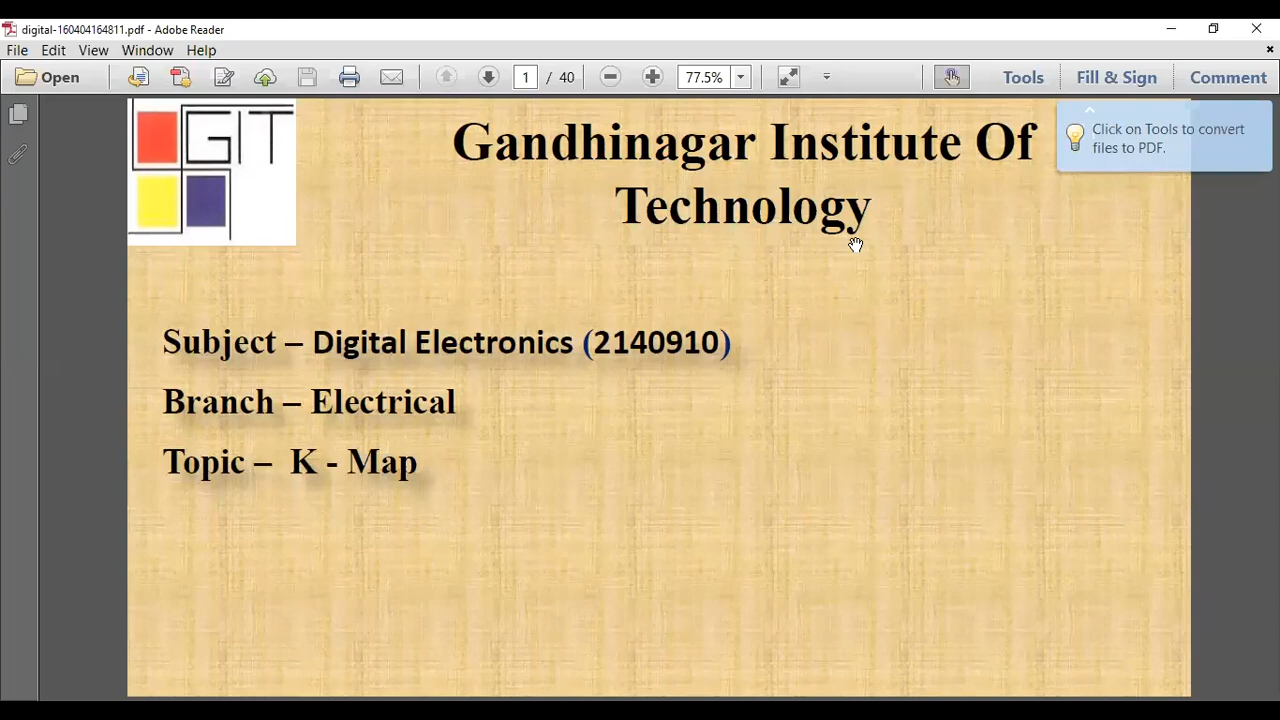 digital-160404164811.pdf - Adobe Reader
File Edit View Window Help
Open 1 / 40 77.5% Tools Fill & Sign Comment
Click on Tools to convert
files to PDF.
GIT
Gandhinagar Institute Of
Technology
Subject – Digital Electronics (2140910)
Branch – Electrical
Topic – K - Map